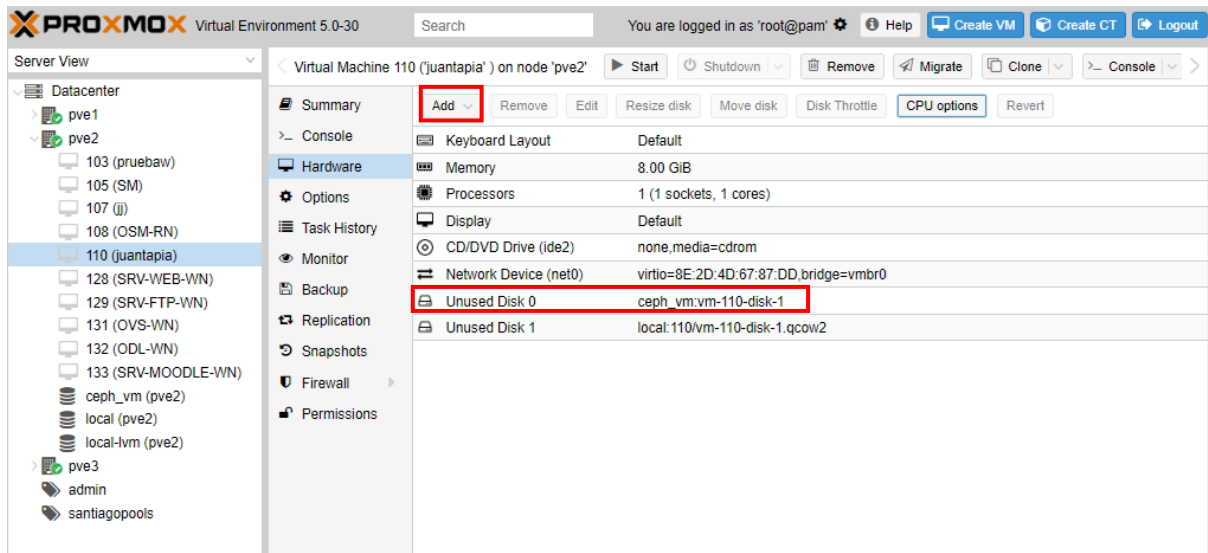 PROXMOX Virtual Environment 5.0-30 Search You are logged in as 'root@pam' Help Create VM Create CT Logout
Server View
Datacenter
pve1
pve2
103 (pruebaw)
105 (SM)
107 (jj)
108 (OSM-RN)
110 (juantapia)
128 (SRV-WEB-WN)
129 (SRV-FTP-WN)
131 (OVS-WN)
132 (ODL-WN)
133 (SRV-MOODLE-WN)
ceph_vm (pve2)
local (pve2)
local-lvm (pve2)
pve3
admin
santiagopools
Virtual Machine 110 ('juantapia' ) on node 'pve2' Start Shutdown Remove Migrate Clone >_ Console
Summary
>_ Console
Hardware
Options
Task History
Monitor
Backup
Replication
Snapshots
Firewall
Permissions
Add Remove Edit Resize disk Move disk Disk Throttle CPU options Revert
Keyboard Layout Default
Memory 8.00 GiB
Processors 1 (1 sockets, 1 cores)
Display Default
CD/DVD Drive (ide2) none,media=cdrom
Network Device (net0) virtio=8E:2D:4D:67:87:DD,bridge=vmbr0
Unused Disk 0 ceph_vm:vm-110-disk-1
Unused Disk 1 local:110/vm-110-disk-1.qcow2